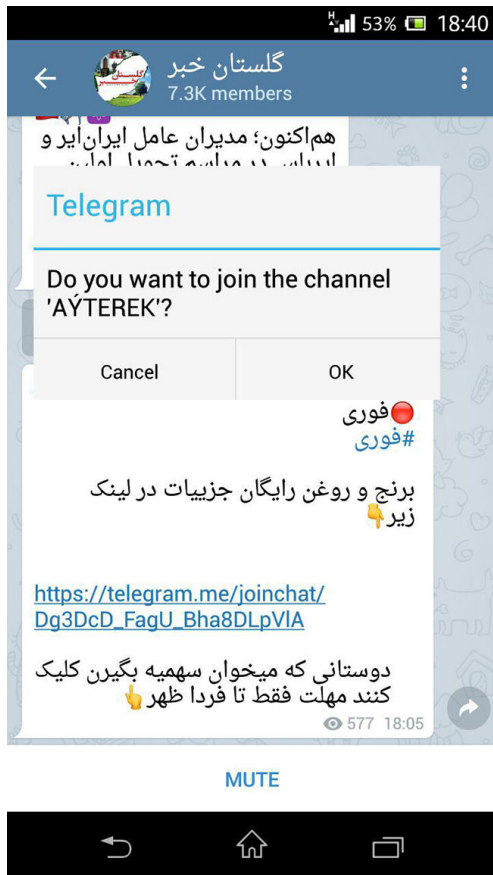 H
53%
18:40
گلستان خبر
7.3K members
هم‌اکنون؛ مدیران عامل ایران‌ایر و
Telegram
Do you want to join the channel
'AÝTEREK'?
Cancel
OK
فوری
#فوری
برنج و روغن رایگان جزییات در لینک
زیر
https://telegram.me/joinchat/
Dg3DcD_FagU_Bha8DLpVlA
دوستانی که میخوان سهمیه بگیرن کلیک
کنند مهلت فقط تا فردا ظهر
577 18:05
MUTE